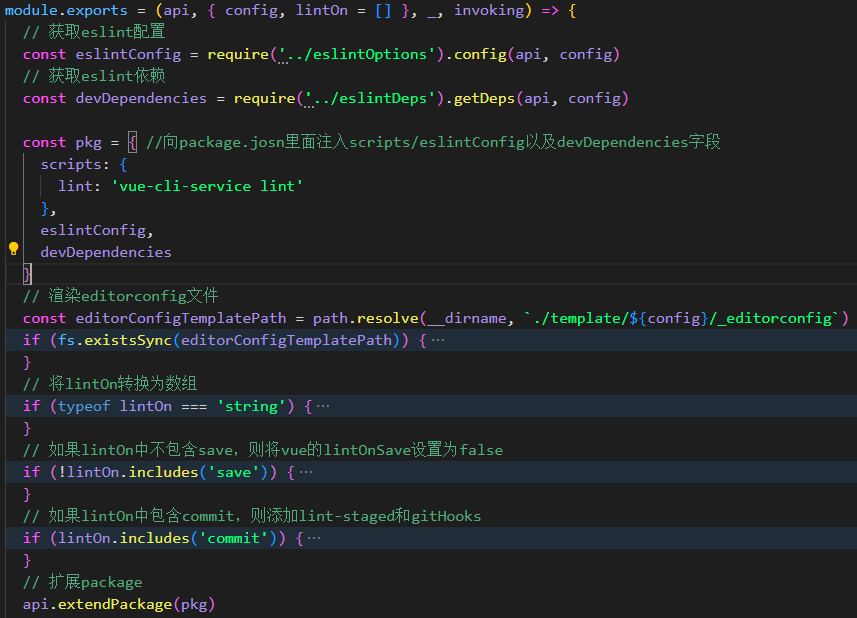 module.exports = (api, { config, lintOn = [] }, _, invoking) => {
// 获取eslint配置
const eslintConfig = require('../eslintOptions').config(api, config)
// 获取eslint依赖
const devDependencies = require('../eslintDeps').getDeps(api, config)
const pkg = { //向package.josn里面注入scripts/eslintConfig以及devDependencies字段
scripts: {
lint: 'vue-cli-service lint'
},
eslintConfig,
devDependencies
}
// 渲染editorconfig文件
const editorConfigTemplatePath = path.resolve(__dirname, `./template/${config}/_editorconfig`)
if (fs.existsSync(editorConfigTemplatePath)) { ⋯
}
// 将lintOn转换为数组
if (typeof lintOn === 'string') { ⋯
}
// 如果lintOn中不包含save，则将vue的lintOnSave设置为false
if (!lintOn.includes('save')) { ⋯
}
// 如果lintOn中包含commit，则添加lint-staged和gitHooks
if (lintOn.includes('commit')) { ⋯
}
// 扩展package
api.extendPackage(pkg)